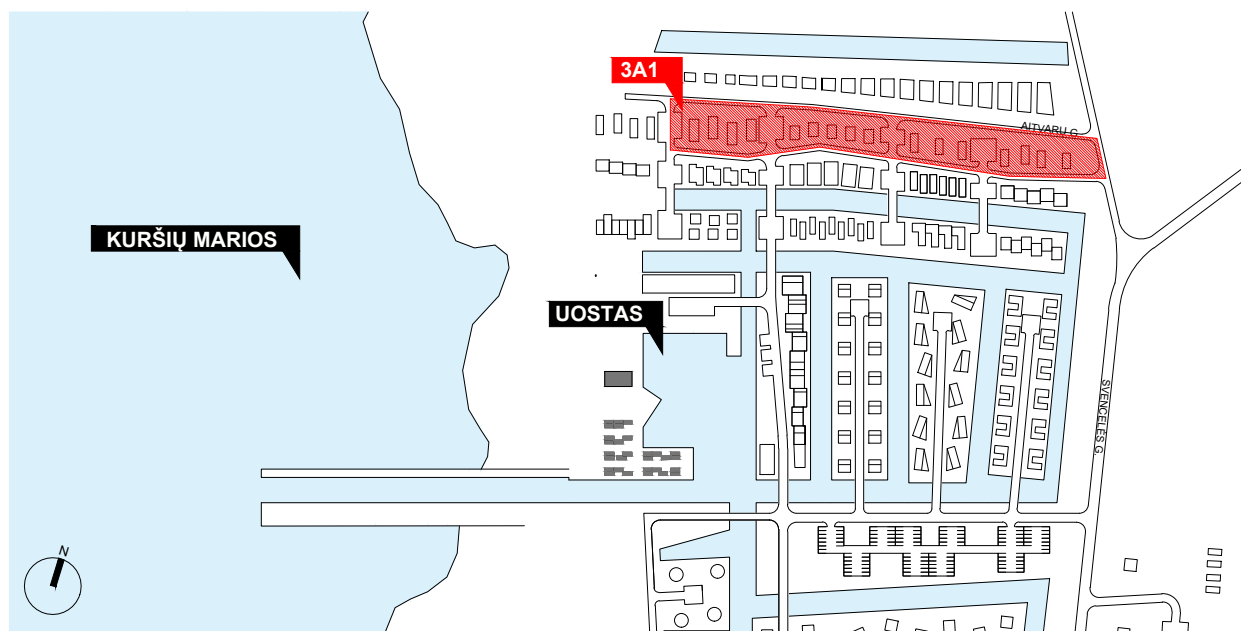 3A1
AITVARŲ G.
KURŠIŲ MARIOS
UOSTAS
SVENCELĖS G.
N